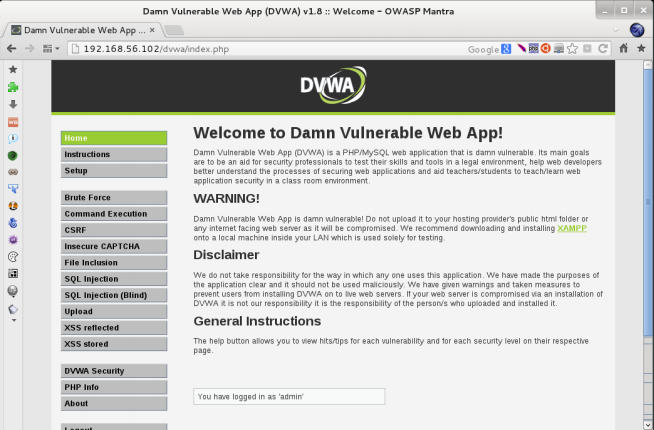 Damn Vulnerable Web App (DVWA) v1.8 :: Welcome - OWASP Mantra
Damn Vulnerable Web App ...
192.168.56.102/dvwa/index.php
Google
DVWA
Home
Instructions
Setup
Brute Force
Command Execution
CSRF
Insecure CAPTCHA
File Inclusion
SQL Injection
SQL Injection (Blind)
Upload
XSS reflected
XSS stored
DVWA Security
PHP Info
About
Logout
Welcome to Damn Vulnerable Web App!
Damn Vulnerable Web App (DVWA) is a PHP/MySQL web application that is damn vulnerable. Its main goals
are to be an aid for security professionals to test their skills and tools in a legal environment, help web developers
better understand the processes of securing web applications and aid teachers/students to teach/learn web
application security in a class room environment.
WARNING!
Damn Vulnerable Web App is damn vulnerable! Do not upload it to your hosting provider's public html folder or
any internet facing web server as it will be compromised. We recommend downloading and installing XAMPP
onto a local machine inside your LAN which is used solely for testing.
Disclaimer
We do not take responsibility for the way in which any one uses this application. We have made the purposes of
the application clear and it should not be used maliciously. We have given warnings and taken measures to
prevent users from installing DVWA on to live web servers. If your web server is compromised via an installation of
DVWA it is not our responsibility it is the responsibility of the person/s who uploaded and installed it.
General Instructions
The help button allows you to view hits/tips for each vulnerability and for each security level on their respective
page.
You have logged in as 'admin'